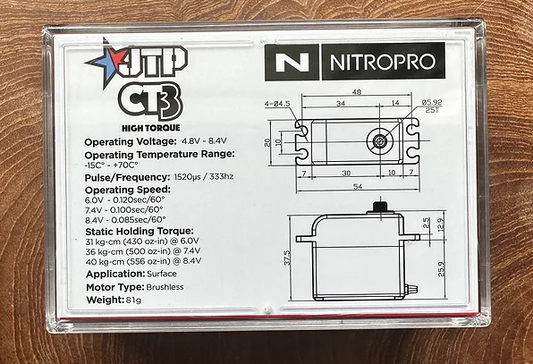 JTP
CT3
HIGH TORQUE
N NITROPRO
Operating Voltage: 4.8V - 8.4V
Operating Temperature Range:
-15C° - +70C°
Pulse/Frequency: 1520µs / 333hz
Operating Speed:
6.0V - 0.120sec/60°
7.4V - 0.100sec/60°
8.4V - 0.085sec/60°
Static Holding Torque:
31 kg-cm (430 oz-in) @ 6.0V
36 kg-cm (500 oz-in) @ 7.4V
40 kg-cm (556 oz-in) @ 8.4V
Application: Surface
Motor Type: Brushless
Weight: 81g
48
4-Ø4.5 34 14 Ø5.92
25T
20
10
7 30 10 7
54
2.5
12.9
37.5
25.9